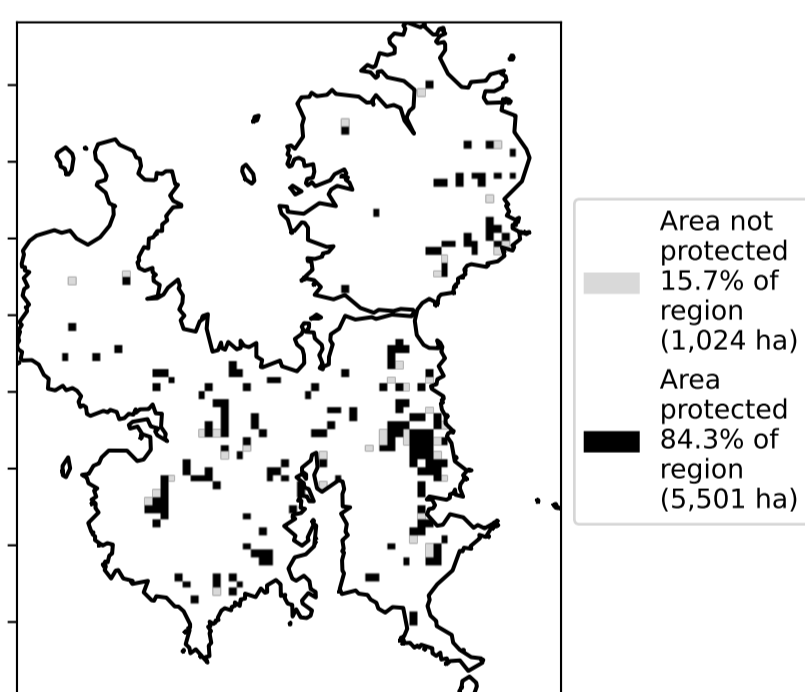 Area not
protected
15.7% of
region
(1,024 ha)
Area
protected
84.3% of
region
(5,501 ha)